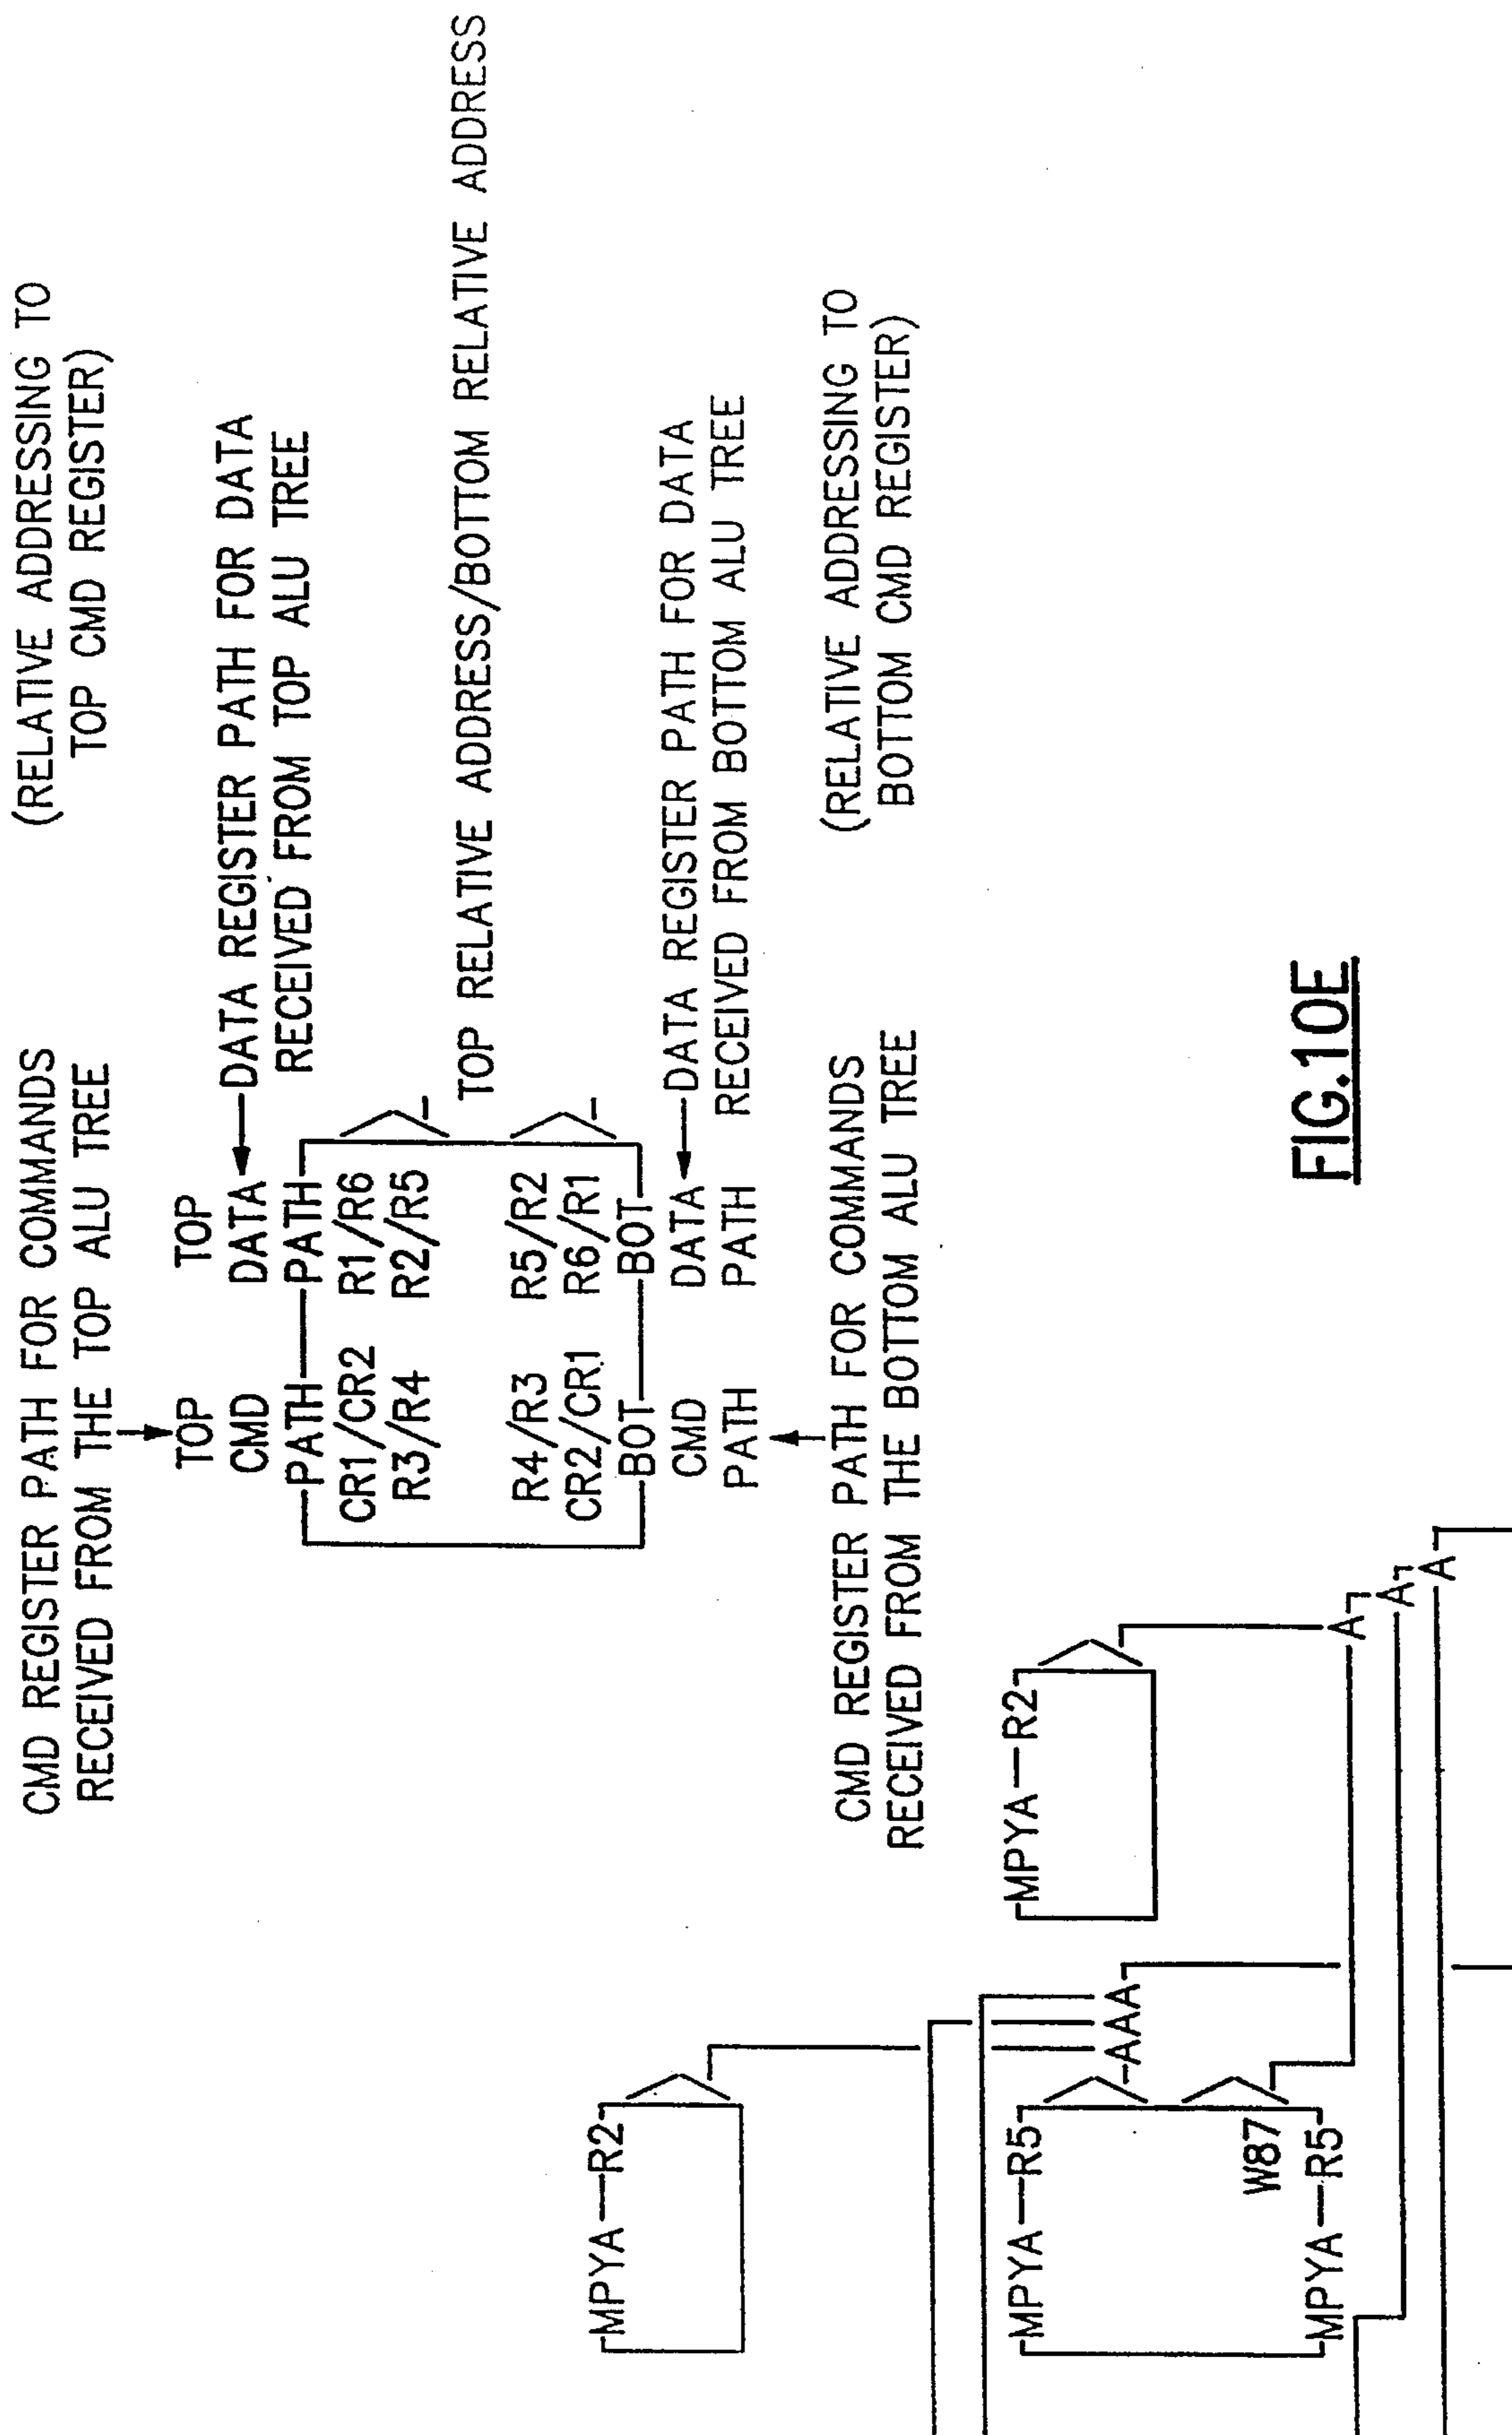 CMD REGISTER PATH FOR COMMANDS
RECEIVED FROM THE TOP ALU TREE
(RELATIVE ADDRESSING TO
TOP CMD REGISTER)
TOP TOP
CMD DATA
PATH PATH
DATA REGISTER PATH FOR DATA
RECEIVED FROM TOP ALU TREE
CR1/CR2 R1/R6
R3/R4 R2/R5
TOP RELATIVE ADDRESS/BOTTOM RELATIVE ADDRESS
R4/R3 R5/R2
CR2/CR1 R6/R1
BOT BOT
CMD DATA
PATH PATH
DATA REGISTER PATH FOR DATA
RECEIVED FROM BOTTOM ALU TREE
CMD REGISTER PATH FOR COMMANDS
RECEIVED FROM THE BOTTOM ALU TREE
(RELATIVE ADDRESSING TO
BOTTOM CMD REGISTER)
MPYA—R2
MPYA—R5
AAA
MPYA—R2
W87
MPYA—R5
A
A
A
FIG.10E